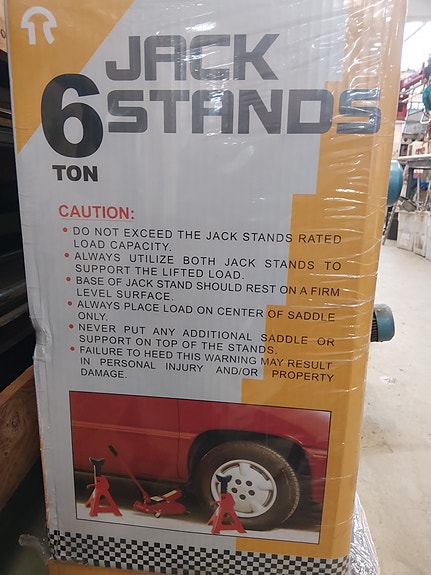 JACK
6 STANDS
TON
CAUTION:
• DO NOT EXCEED THE JACK STANDS RATED
LOAD CAPACITY.
• ALWAYS UTILIZE BOTH JACK STANDS TO
SUPPORT THE LIFTED LOAD.
• BASE OF JACK STAND SHOULD REST ON A FIRM
LEVEL SURFACE.
• ALWAYS PLACE LOAD ON CENTER OF SADDLE
ONLY.
• NEVER PUT ANY ADDITIONAL SADDLE OR
SUPPORT ON TOP OF THE STANDS.
• FAILURE TO HEED THIS WARNING MAY RESULT
IN PERSONAL INJURY AND/OR PROPERTY
DAMAGE.